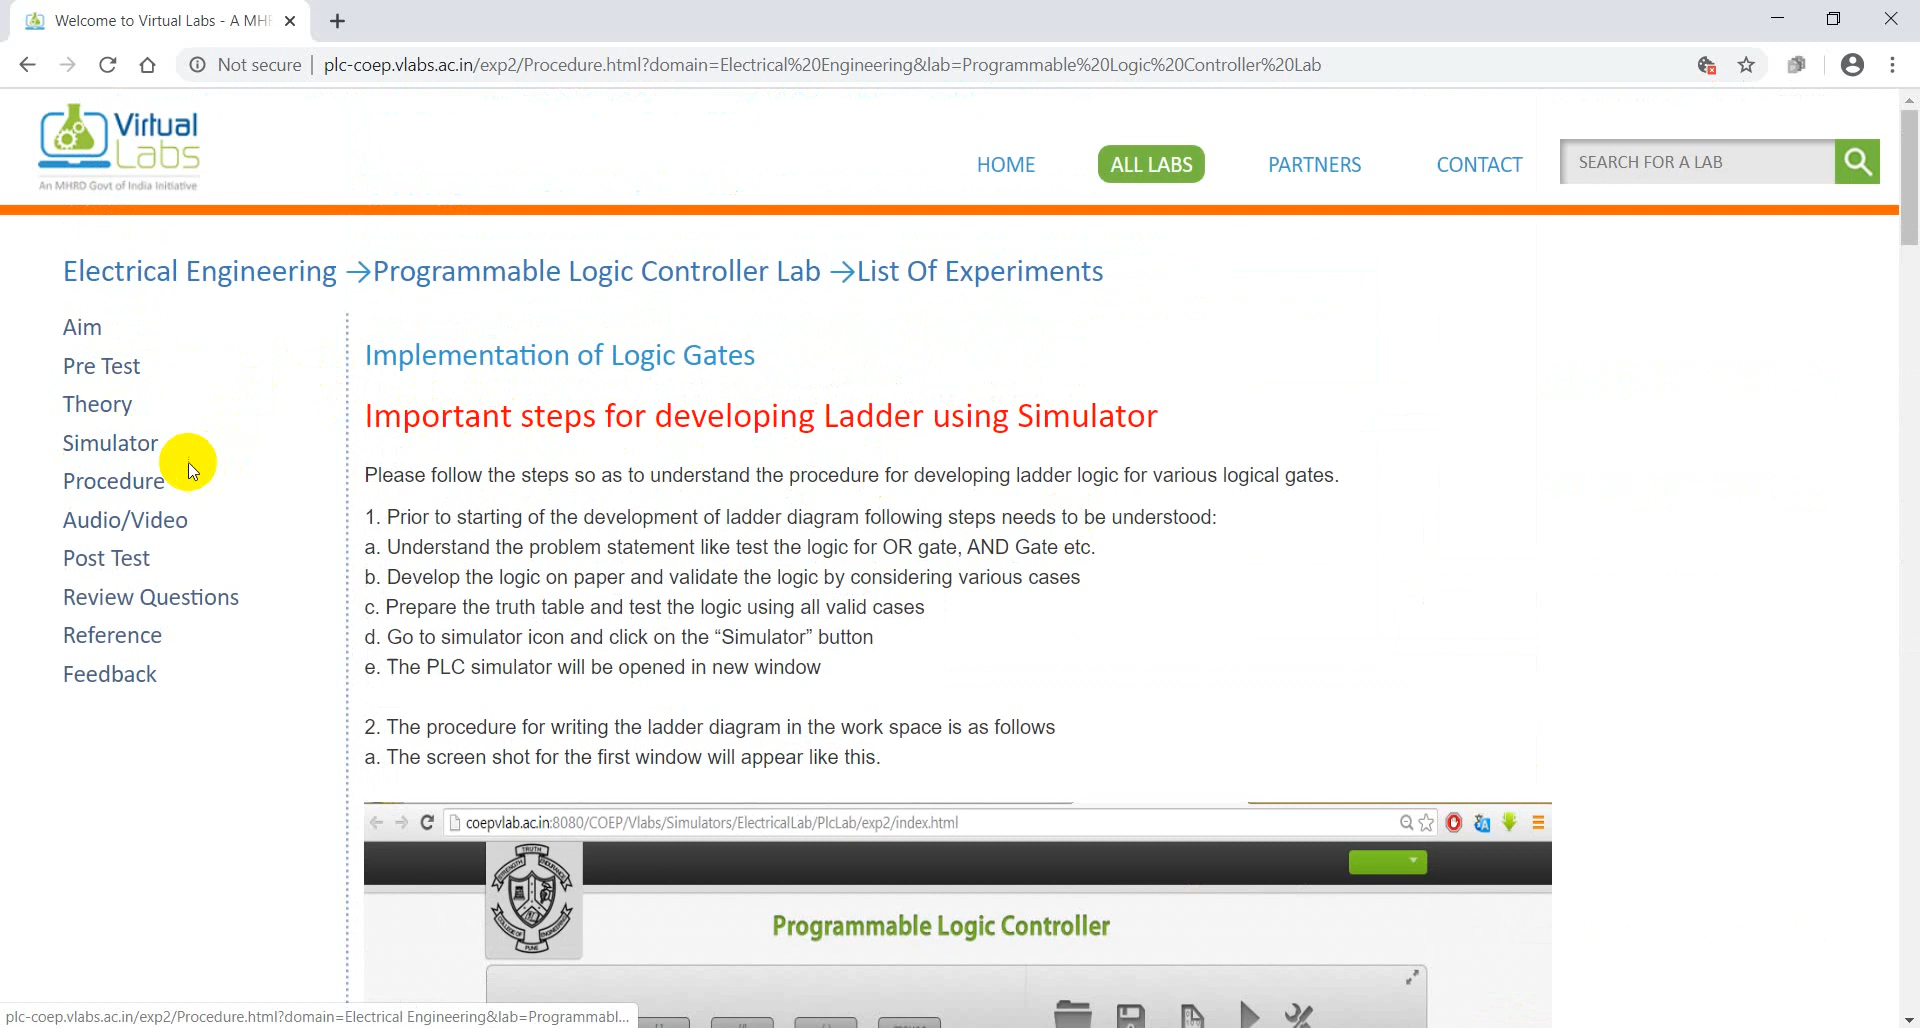 Welcome to Virtual Labs - A MHR
Not secure | plc-coep.vlabs.ac.in/exp2/Procedure.html?domain=Electrical%20Engineering&lab=Programmable%20Logic%20Controller%20Lab
Virtual
Labs
An MHRD Govt of India Initiative
HOME
ALL LABS
PARTNERS
CONTACT
SEARCH FOR A LAB
Electrical Engineering →Programmable Logic Controller Lab →List Of Experiments
Aim
Pre Test
Theory
Simulator
Procedure
Audio/Video
Post Test
Review Questions
Reference
Feedback
Implementation of Logic Gates
Important steps for developing Ladder using Simulator
Please follow the steps so as to understand the procedure for developing ladder logic for various logical gates.
1. Prior to starting of the development of ladder diagram following steps needs to be understood:
a. Understand the problem statement like test the logic for OR gate, AND Gate etc.
b. Develop the logic on paper and validate the logic by considering various cases
c. Prepare the truth table and test the logic using all valid cases
d. Go to simulator icon and click on the “Simulator” button
e. The PLC simulator will be opened in new window
2. The procedure for writing the ladder diagram in the work space is as follows
a. The screen shot for the first window will appear like this.
coepvlab.ac.in:8080/COEP/Vlabs/Simulators/ElectricalLab/PlcLab/exp2/index.html
TRUTH
PUNE
Programmable Logic Controller
plc-coep.vlabs.ac.in/exp2/Procedure.html?domain=Electrical Engineering&lab=Programmabl...